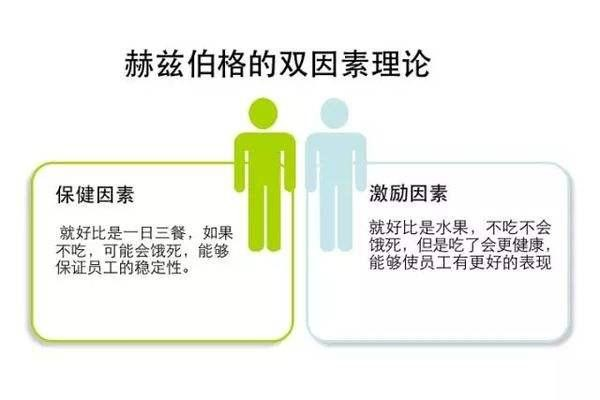 赫兹伯格的双因素理论
保健因素
就好比是一日三餐，如果
不吃，可能会饿死，能够
保证员工的稳定性。
激励因素
就好比是水果，不吃不会
饿死，但是吃了会更健康，
能够使员工有更好的表现